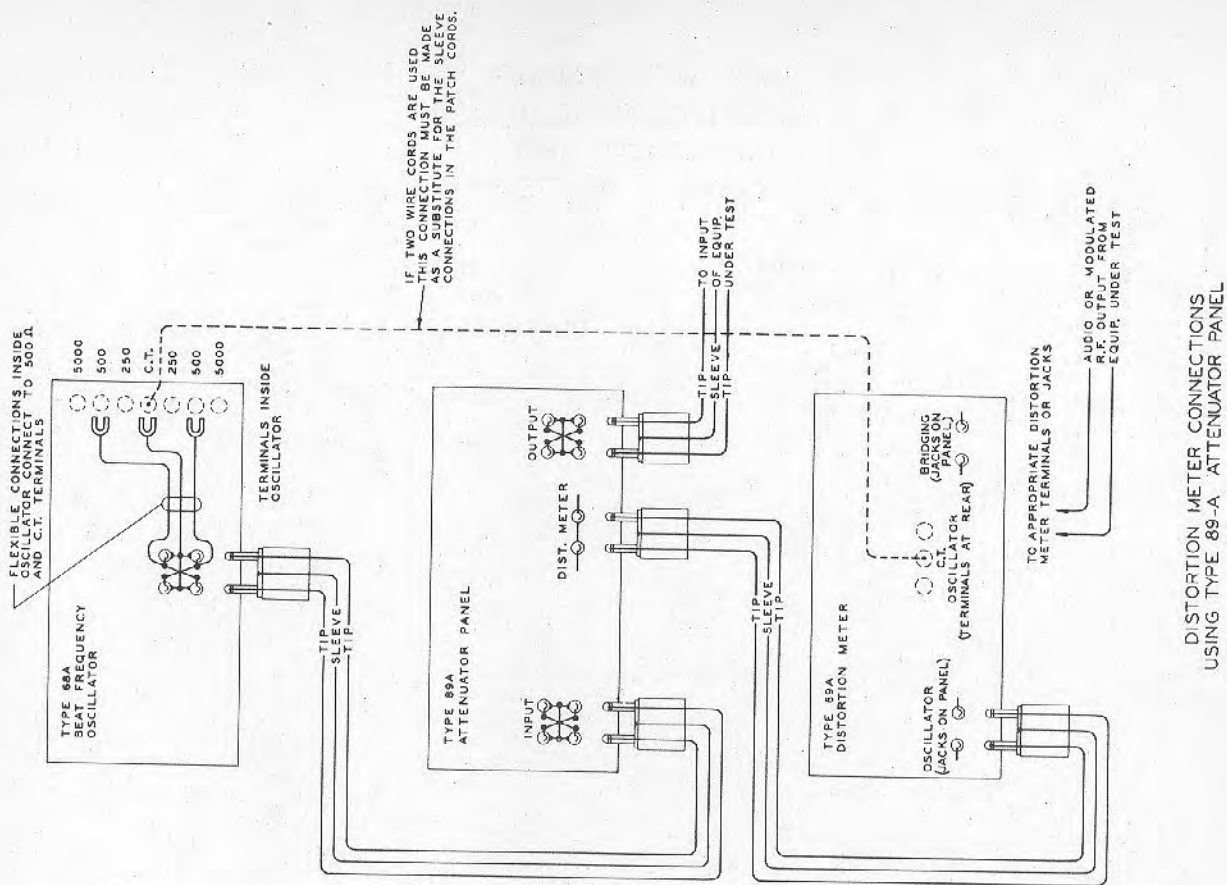 FLEXIBLE CONNECTIONS INSIDE
OSCILLATOR CONNECT TO 500 Ω
AND C.T. TERMINALS
5000
500
250
C.T.
250
500
5000
TYPE 68A
BEAT FREQUENCY
OSCILLATOR
TERMINALS INSIDE
OSCILLATOR
IF TWO WIRE CORDS ARE USED
THIS CONNECTION MUST BE MADE
AS A SUBSTITUTE FOR THE SLEEVE
CONNECTIONS IN THE PATCH CORDS.
TIP
SLEEVE
TIP
TYPE 89A
ATTENUATOR PANEL
INPUT
DIST. METER
OUTPUT
TIP
SLEEVE
TIP
TO INPUT
OF EQUIP.
UNDER TEST
TIP
SLEEVE
TIP
TYPE 69A
DISTORTION METER
OSCILLATOR
(JACKS ON PANEL)
C.T.
OSCILLATOR
(TERMINALS AT REAR)
BRIDGING
(JACKS ON
PANEL)
TO APPROPRIATE DISTORTION
METER TERMINALS OR JACKS
AUDIO OR MODULATED
R.F. OUTPUT FROM
EQUIP. UNDER TEST
DISTORTION METER CONNECTIONS
USING TYPE 89-A ATTENUATOR PANEL